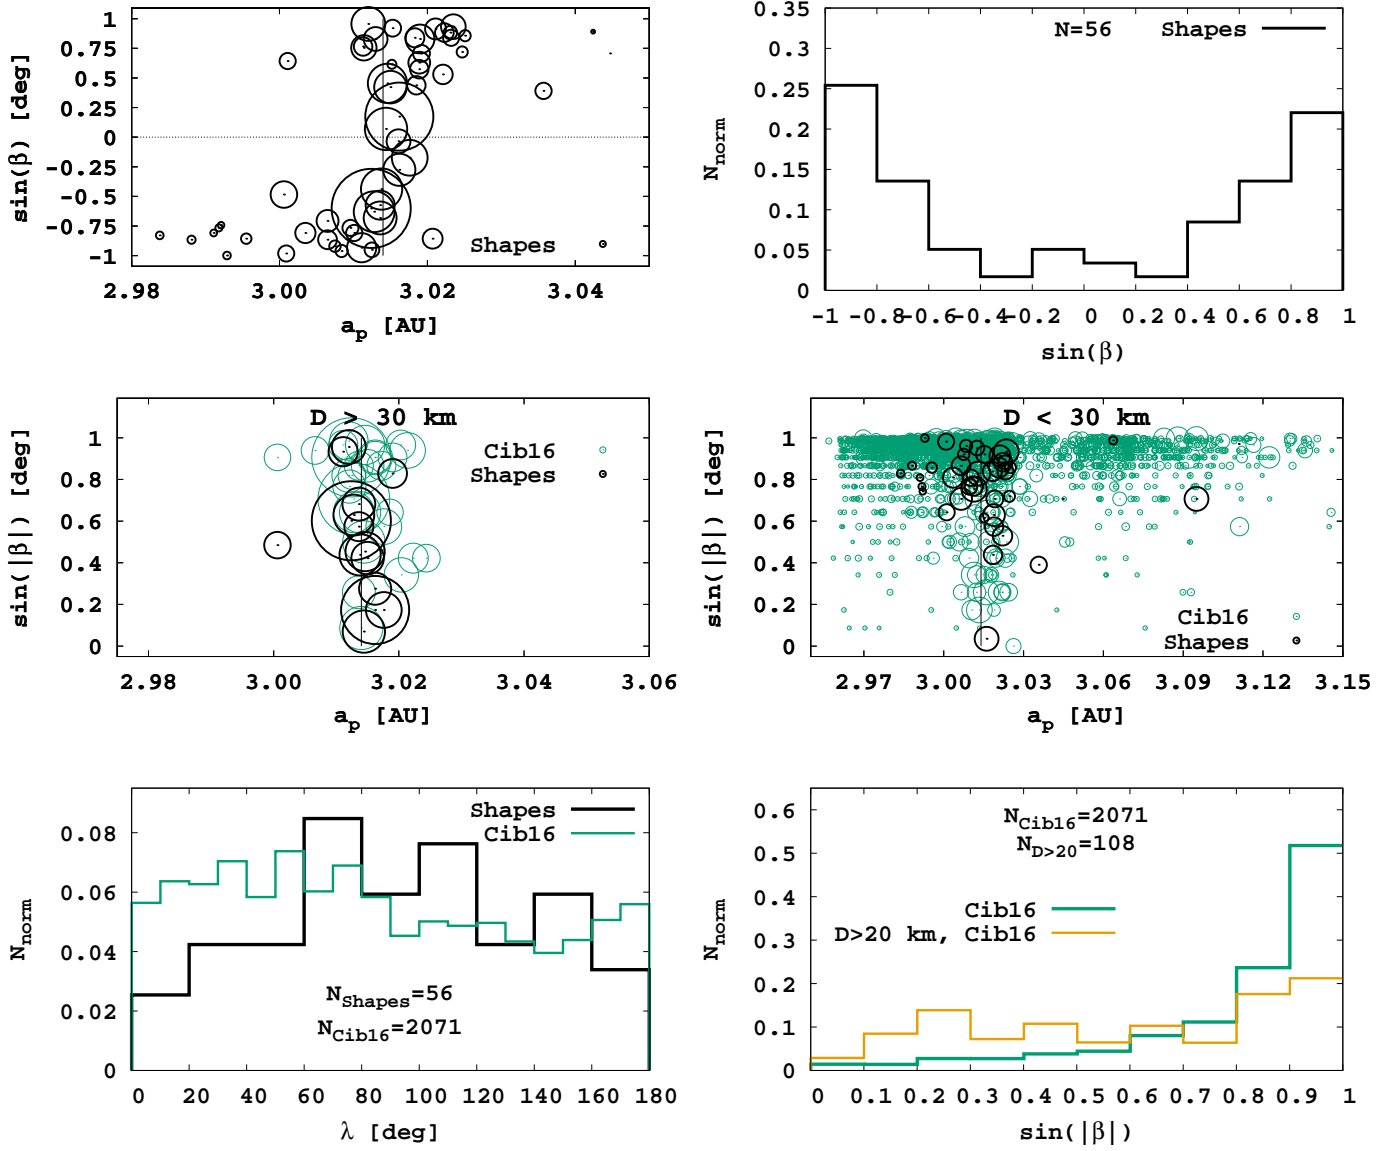 1
0.75
0.5
0.25
0
-0.25
-0.5
-0.75
-1
sin(β) [deg]
Shapes
2.98 3.00 3.02 3.04
a_p [AU]
0.35
0.3
0.25
0.2
0.15
0.1
0.05
0
N_norm
N=56 Shapes
-1 -0.8 -0.6 -0.4 -0.2 0 0.2 0.4 0.6 0.8 1
sin(β)
D > 30 km
1
0.8
0.6
0.4
0.2
0
sin(|β|) [deg]
Cib16
Shapes
2.98 3.00 3.02 3.04 3.06
a_p [AU]
D < 30 km
1
0.8
0.6
0.4
0.2
0
sin(|β|) [deg]
Cib16
Shapes
2.97 3.00 3.03 3.06 3.09 3.12 3.15
a_p [AU]
0.08
0.06
0.04
0.02
0
N_norm
Shapes
Cib16
N_Shapes=56
N_Cib16=2071
0 20 40 60 80 100 120 140 160 180
λ [deg]
0.6
0.5
0.4
0.3
0.2
0.1
0
N_norm
N_Cib16=2071
N_D>20=108
Cib16
D>20 km, Cib16
0 0.1 0.2 0.3 0.4 0.5 0.6 0.7 0.8 0.9 1
sin(|β|)